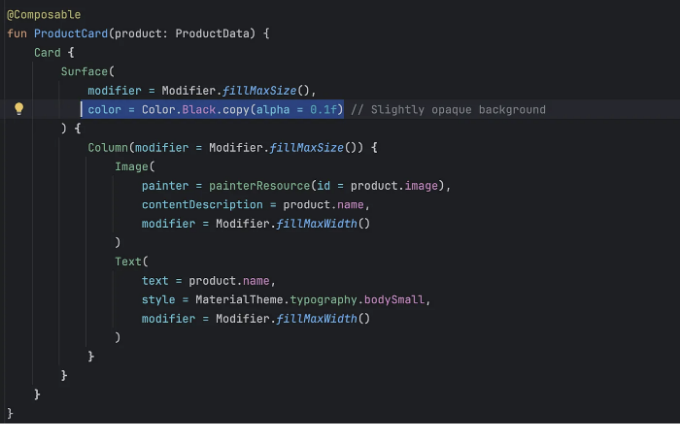 @Composable
fun ProductCard(product: ProductData) {
    Card {
        Surface(
            modifier = Modifier.fillMaxSize(),
            color = Color.Black.copy(alpha = 0.1f) // Slightly opaque background
        ) {
            Column(modifier = Modifier.fillMaxSize()) {
                Image(
                    painter = painterResource(id = product.image),
                    contentDescription = product.name,
                    modifier = Modifier.fillMaxWidth()
                )
                Text(
                    text = product.name,
                    style = MaterialTheme.typography.bodySmall,
                    modifier = Modifier.fillMaxWidth()
                )
            }
        }
    }
}